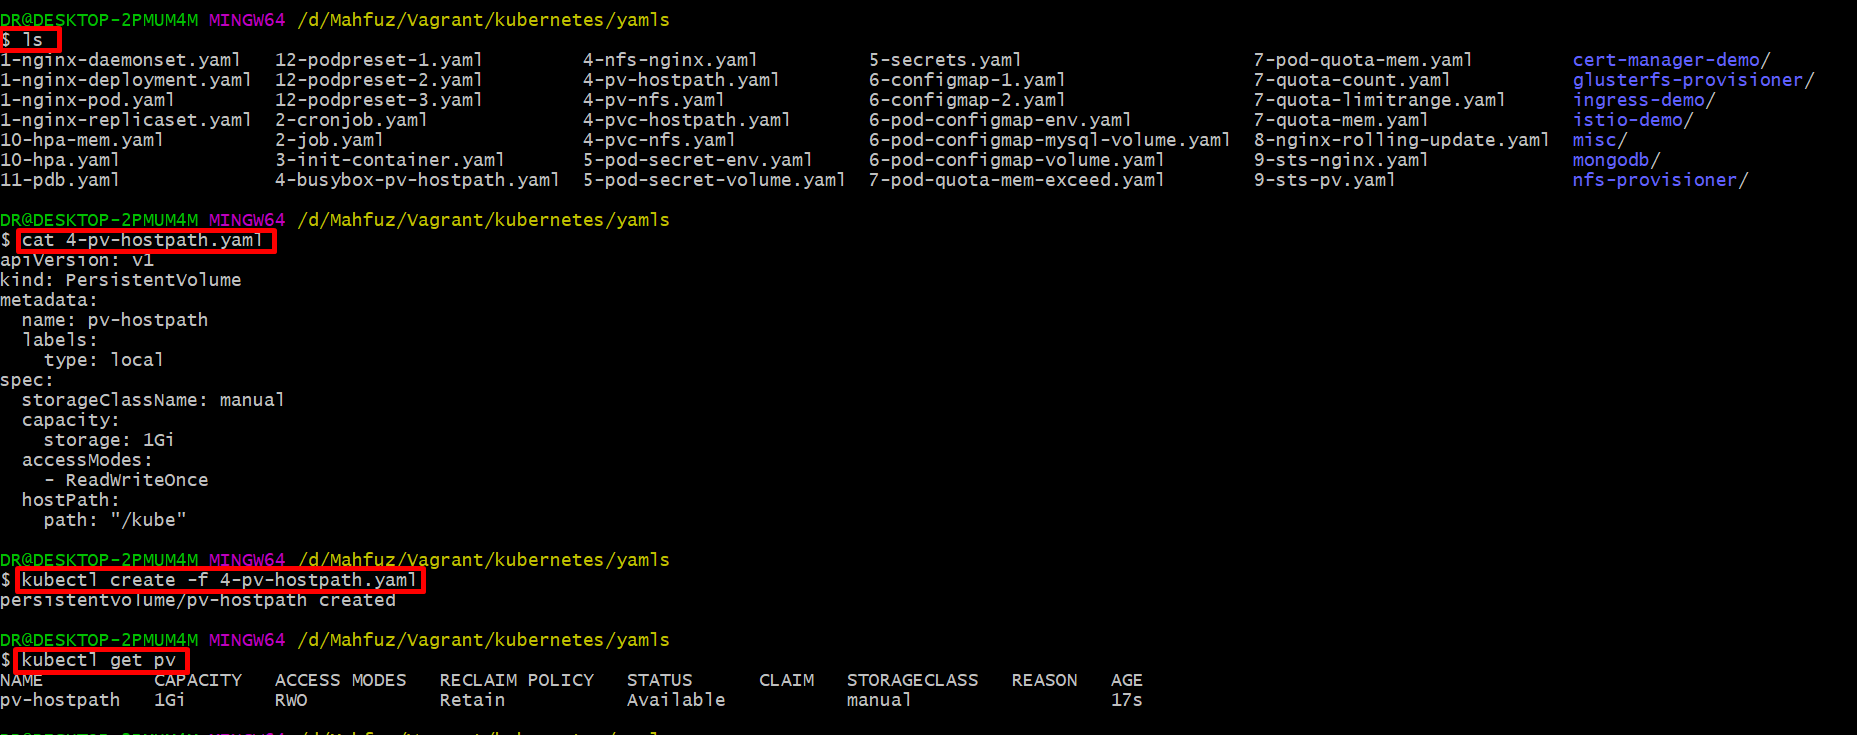 DR@DESKTOP-2PMUM4M MINGW64 /d/Mahfuz/Vagrant/kubernetes/yamls
$ ls
1-nginx-daemonset.yaml   12-podpreset-1.yaml   4-nfs-nginx.yaml   5-secrets.yaml   7-pod-quota-mem.yaml   cert-manager-demo/
1-nginx-deployment.yaml   12-podpreset-2.yaml   4-pv-hostpath.yaml   6-configmap-1.yaml   7-quota-count.yaml   glusterfs-provisioner/
1-nginx-pod.yaml   12-podpreset-3.yaml   4-pv-nfs.yaml   6-configmap-2.yaml   7-quota-limitrange.yaml   ingress-demo/
1-nginx-replicaset.yaml   2-cronjob.yaml   4-pvc-hostpath.yaml   6-pod-configmap-env.yaml   7-quota-mem.yaml   istio-demo/
10-hpa-mem.yaml   2-job.yaml   4-pvc-nfs.yaml   6-pod-configmap-mysql-volume.yaml   8-nginx-rolling-update.yaml   misc/
10-hpa.yaml   3-init-container.yaml   5-pod-secret-env.yaml   6-pod-configmap-volume.yaml   9-sts-nginx.yaml   mongodb/
11-pdb.yaml   4-busybox-pv-hostpath.yaml   5-pod-secret-volume.yaml   7-pod-quota-mem-exceed.yaml   9-sts-pv.yaml   nfs-provisioner/
DR@DESKTOP-2PMUM4M MINGW64 /d/Mahfuz/Vagrant/kubernetes/yamls
$ cat 4-pv-hostpath.yaml
apiVersion: v1
kind: PersistentVolume
metadata:
  name: pv-hostpath
  labels:
    type: local
spec:
  storageClassName: manual
  capacity:
    storage: 1Gi
  accessModes:
    - ReadWriteOnce
  hostPath:
    path: "/kube"
DR@DESKTOP-2PMUM4M MINGW64 /d/Mahfuz/Vagrant/kubernetes/yamls
$ kubectl create -f 4-pv-hostpath.yaml
persistentvolume/pv-hostpath created
DR@DESKTOP-2PMUM4M MINGW64 /d/Mahfuz/Vagrant/kubernetes/yamls
$ kubectl get pv
NAME   CAPACITY   ACCESS MODES   RECLAIM POLICY   STATUS   CLAIM   STORAGECLASS   REASON   AGE
pv-hostpath   1Gi   RWO   Retain   Available   manual   17s
DR@DESKTOP-2PMUM4M MINGW64 /d/Mahfuz/Vagrant/kubernetes/yamls